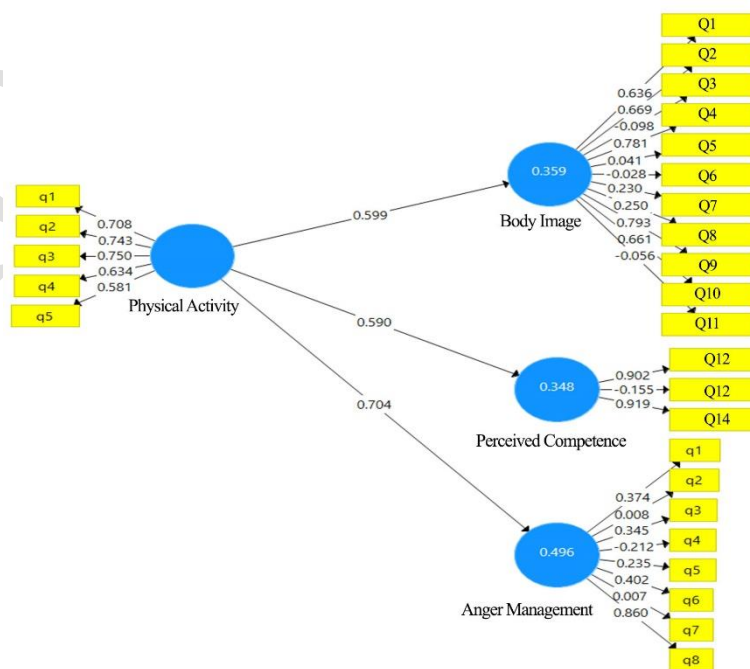 q1
q2
q3
q4
q5
0.708
0.743
0.750
0.634
0.581
Physical Activity
0.599
0.590
0.704
0.359
Body Image
0.636
0.669
-0.098
0.781
0.041
-0.028
0.230
0.250
0.793
0.661
-0.056
Q1
Q2
Q3
Q4
Q5
Q6
Q7
Q8
Q9
Q10
Q11
0.348
Perceived Competence
0.902
-0.155
0.919
Q12
Q12
Q14
0.496
Anger Management
0.374
0.008
0.345
-0.212
0.235
0.402
0.007
0.860
q1
q2
q3
q4
q5
q6
q7
q8